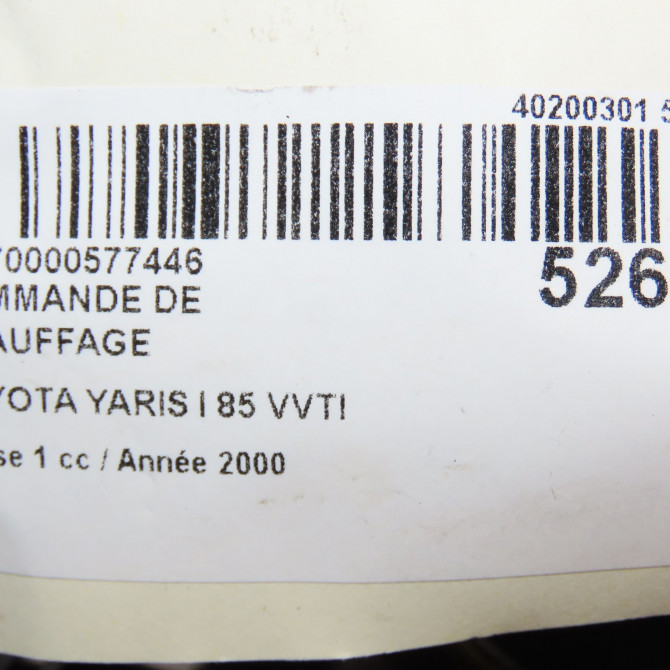 40200301 5
70000577446
526
MMANDE DE
AUFFAGE
YOTA YARIS I 85 VVTI
se 1 cc / Année 2000